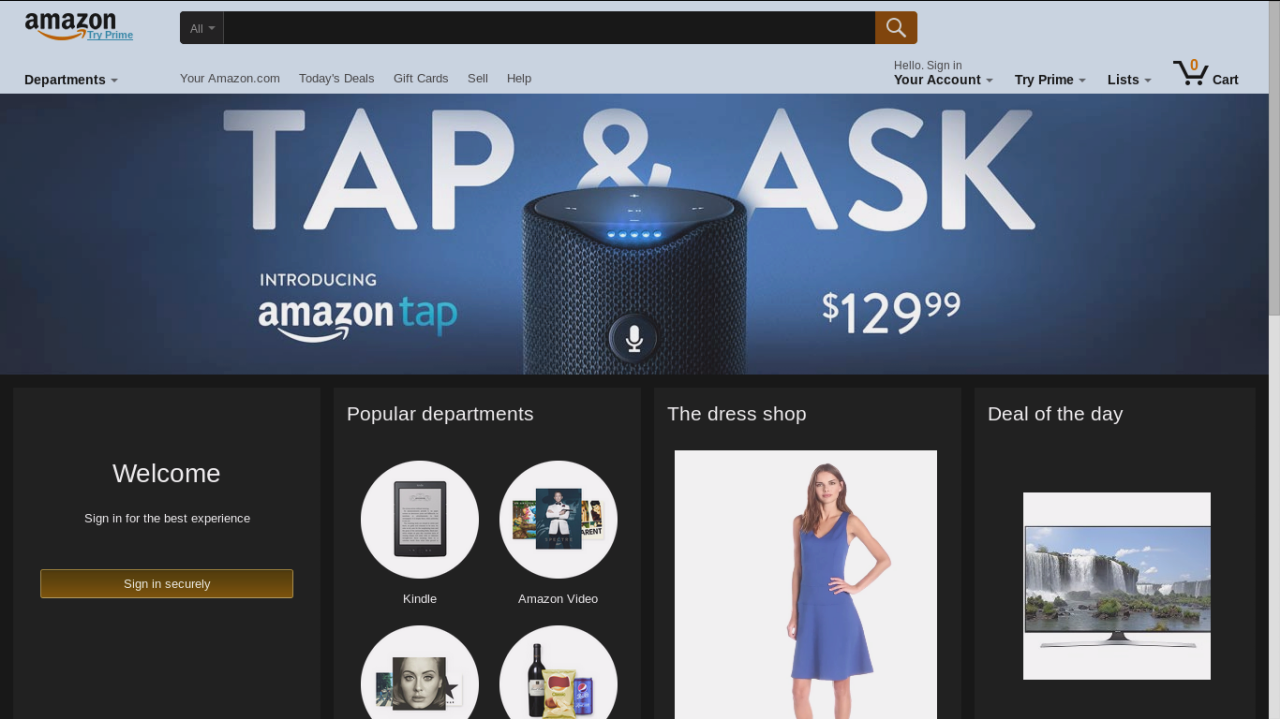 amazon
Try Prime
All
Departments
Your Amazon.com
Today's Deals
Gift Cards
Sell
Help
Hello. Sign in
Your Account
Try Prime
Lists
0
Cart
TAP & ASK
INTRODUCING
amazon tap
$129 99
Welcome
Sign in for the best experience
Sign in securely
Popular departments
SPECTRE
Kindle
Amazon Video
The dress shop
Deal of the day